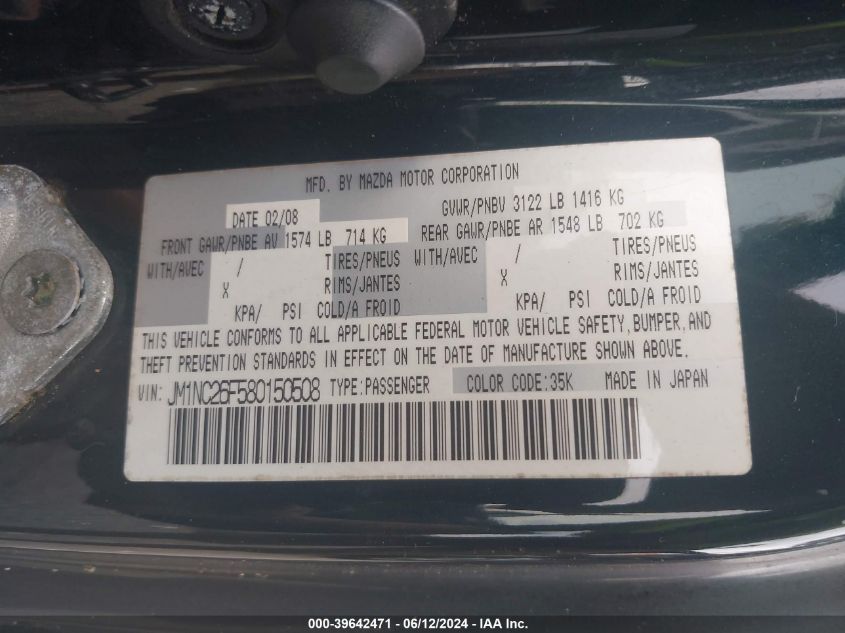 MFD. BY MAZDA MOTOR CORPORATION
DATE 02/08 GVWR/PNBV 3122 LB 1416 KG
FRONT GAWR/PNBE AV 1574 LB 714 KG REAR GAWR/PNBE AR 1548 LB 702 KG
WITH/AVEC / TIRES/PNEUS WITH/AVEC / TIRES/PNEUS
X RIMS/JANTES X RIMS/JANTES
KPA/ PSI COLD/A FROID KPA/ PSI COLD/A FROID
THIS VEHICLE CONFORMS TO ALL APPLICABLE FEDERAL MOTOR VEHICLE SAFETY, BUMPER, AND
THEFT PREVENTION STANDARDS IN EFFECT ON THE DATE OF MANUFACTURE SHOWN ABOVE.
VIN: JM1NC26F580150508 TYPE:PASSENGER COLOR CODE:35K MADE IN JAPAN
000-39642471 - 06/12/2024 - IAA Inc.